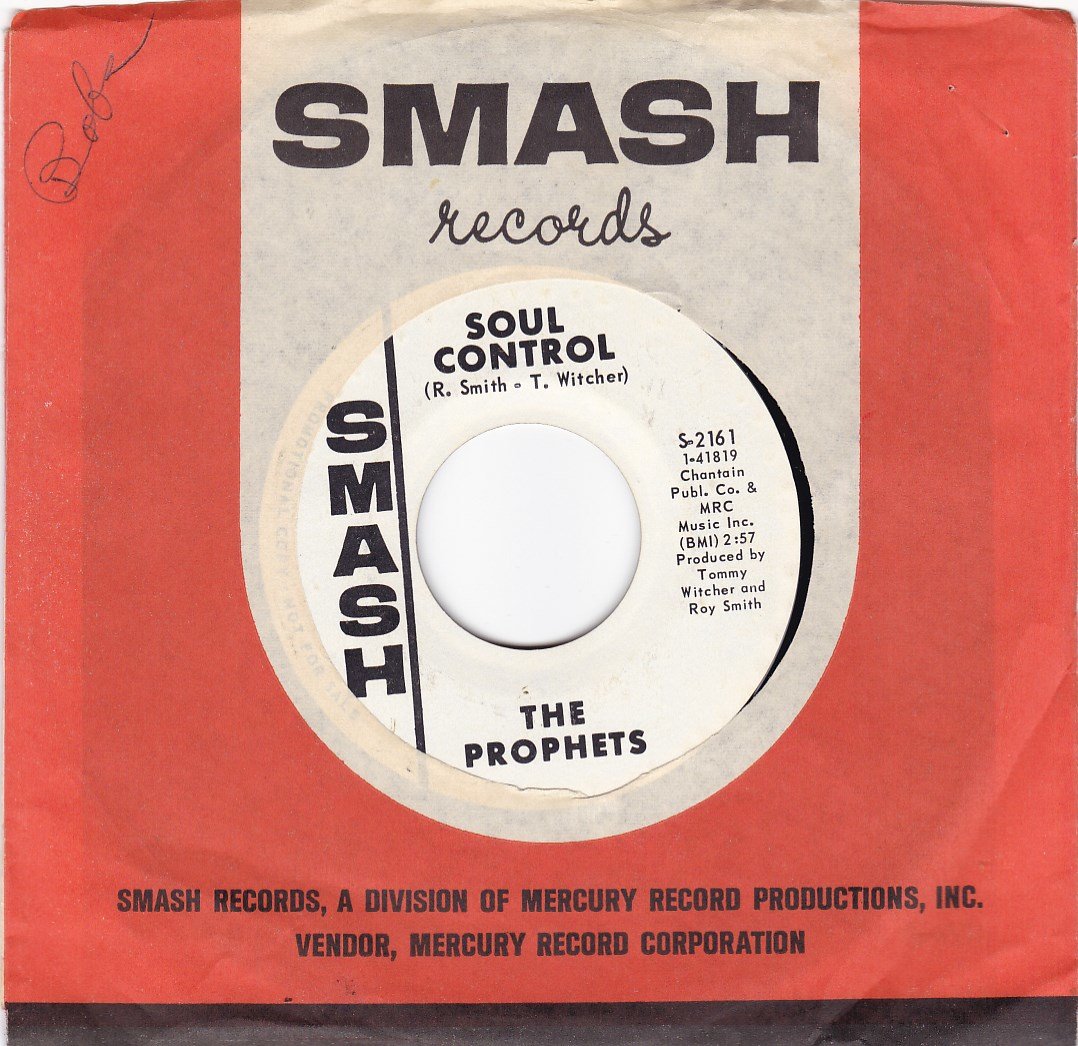 Bobbe
SMASH
records
SOUL
CONTROL
(R. Smith - T. Witcher)
SMASH
S-2161
1-41819
Chantain
Publ. Co. &
MRC
Music Inc.
(BMI) 2:57
Produced by
Tommy
Witcher and
Roy Smith
THE
PROPHETS
SMASH RECORDS, A DIVISION OF MERCURY RECORD PRODUCTIONS, INC.
VENDOR, MERCURY RECORD CORPORATION